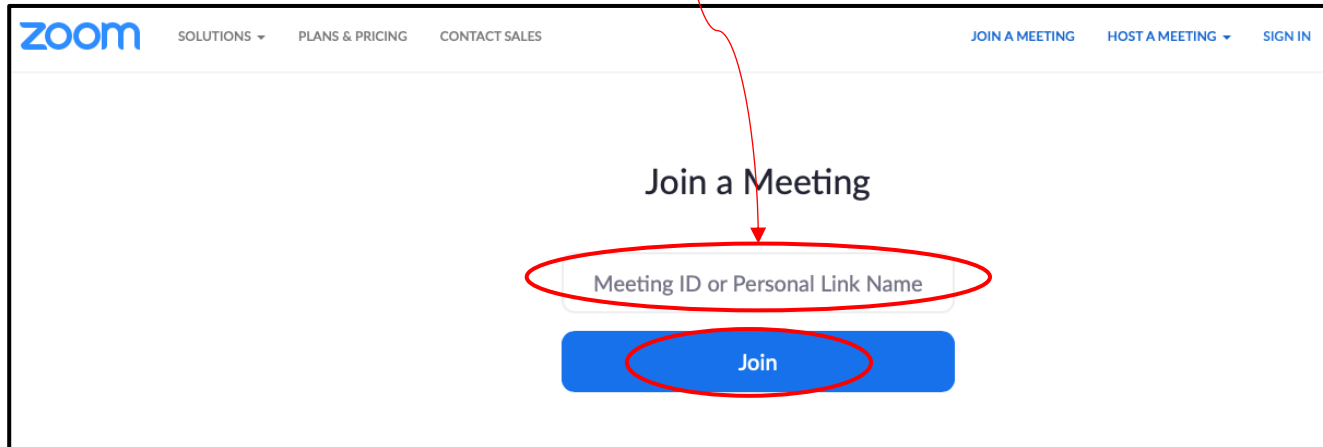 zoom SOLUTIONS PLANS & PRICING CONTACT SALES JOIN A MEETING HOST A MEETING SIGN IN
Join a Meeting
Meeting ID or Personal Link Name
Join